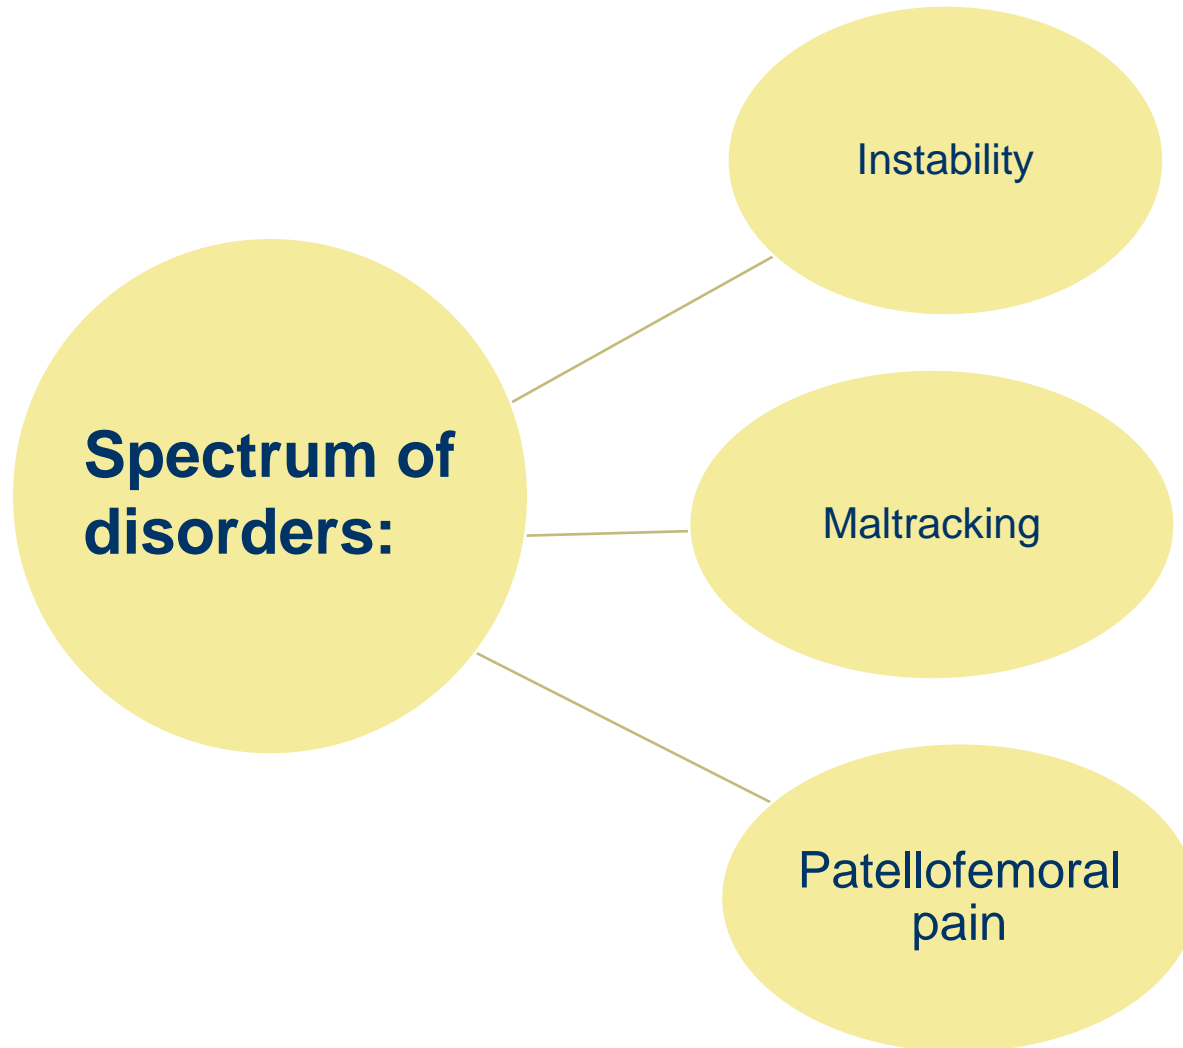 Instability
Spectrum of
disorders:
Maltracking
Patellofemoral
pain